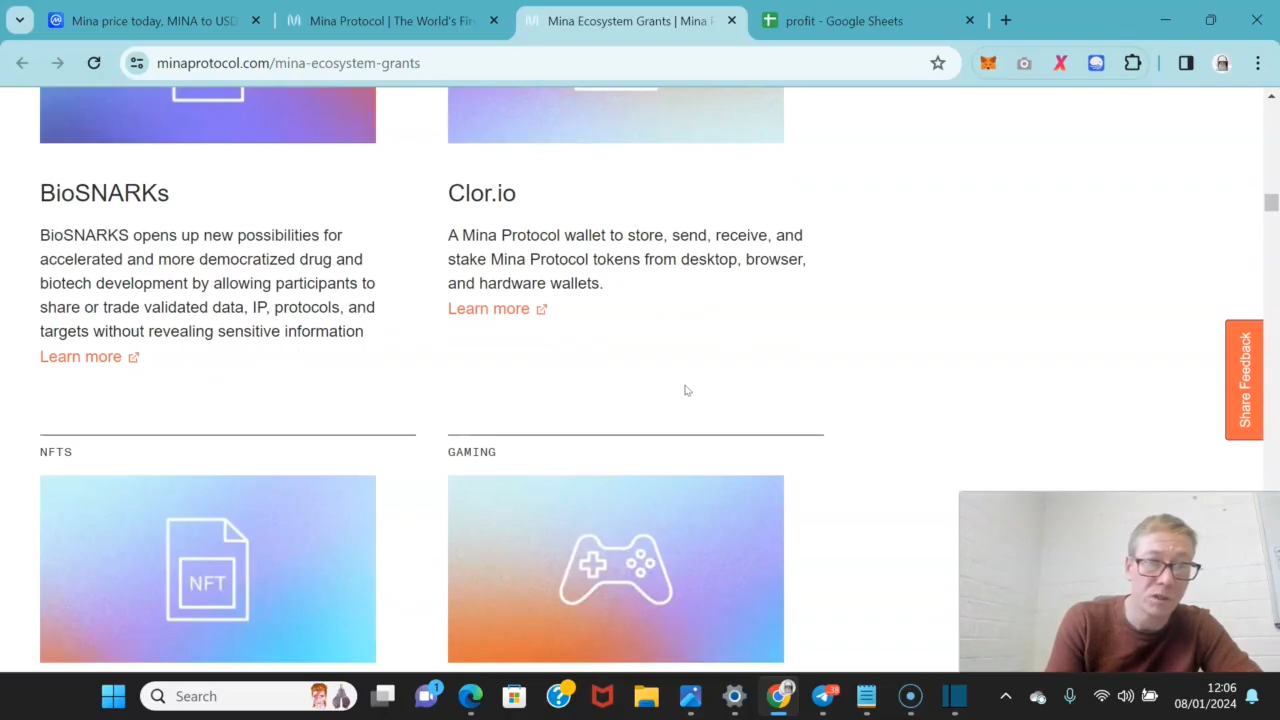 Mina price today, MINA to USD
Mina Protocol | The World's Firs
Mina Ecosystem Grants | Mina P
profit - Google Sheets
minaprotocol.com/mina-ecosystem-grants
BioSNARKs
BioSNARKS opens up new possibilities for
accelerated and more democratized drug and
biotech development by allowing participants to
share or trade validated data, IP, protocols, and
targets without revealing sensitive information
Learn more
Clor.io
A Mina Protocol wallet to store, send, receive, and
stake Mina Protocol tokens from desktop, browser,
and hardware wallets.
Learn more
Share Feedback
NFTS
GAMING
NFT
Search
1
38
12:06
08/01/2024